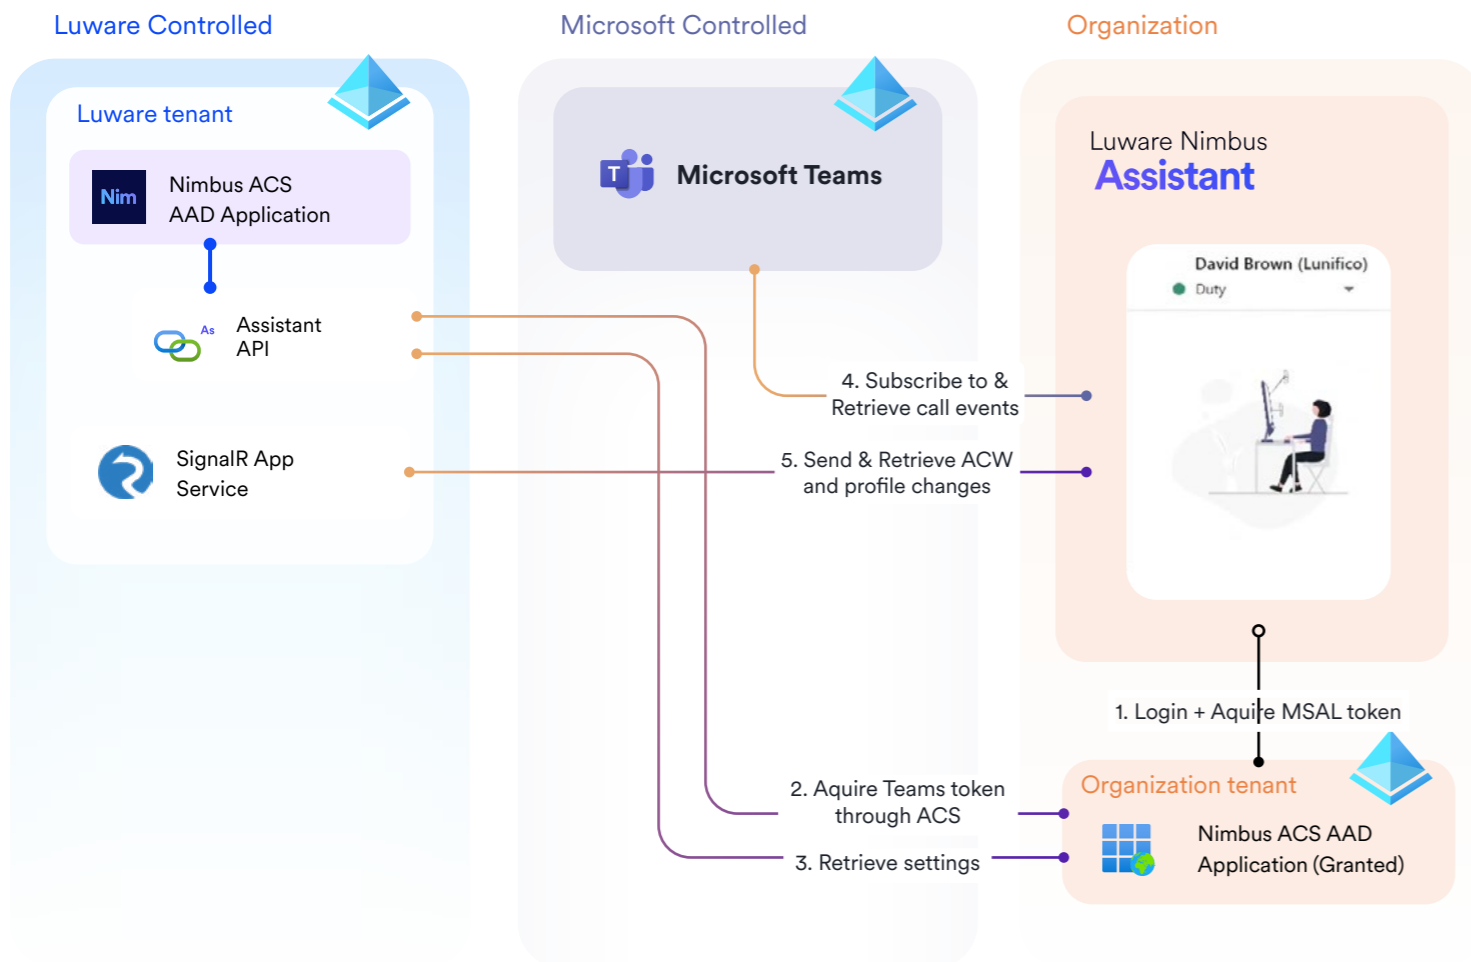 Luware Controlled
Microsoft Controlled
Organization
Luware tenant
Nim
Nimbus ACS
AAD Application
As
Assistant
API
SignalR App
Service
T
Microsoft Teams
Luware Nimbus
Assistant
David Brown (Lunifico)
Duty
4. Subscribe to &
Retrieve call events
5. Send & Retrieve ACW
and profile changes
1. Login + Aquire MSAL token
2. Aquire Teams token
through ACS
3. Retrieve settings
Organization tenant
Nimbus ACS AAD
Application (Granted)